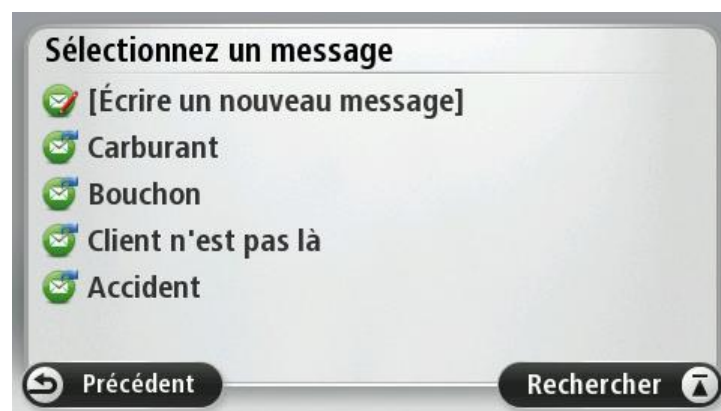 Sélectionnez un message
[Écrire un nouveau message]
Carburant
Bouchon
Client n'est pas là
Accident
Précédent
Rechercher